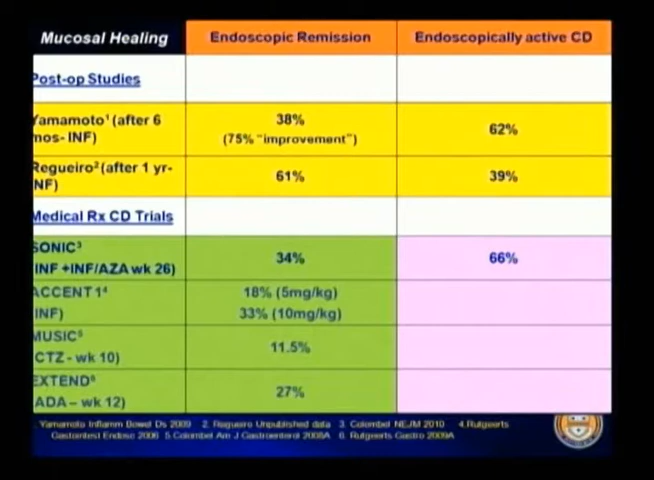 Mucosal Healing Endoscopic Remission Endoscopically active CD
Post-op Studies
Yamamoto¹ (after 6 mos- INF) 38% (75% "improvement") 62%
Regueiro² (after 1 yr- INF) 61% 39%
Medical Rx CD Trials
SONIC³ 34% 66%
INF +INF/AZA wk 26)
ACCENT 1⁴ 18% (5mg/kg)
INF) 33% (10mg/kg)
MUSIC⁵ 11.5%
CTZ - wk 10)
EXTEND⁶ 27%
ADA – wk 12)
Yamamoto Inflamm Bowel Ds 2009 2. Regueiro Unpublished data 3. Colombel NEJM 2010 4.Rutgeerts
Gastointest Endosc 2006 5.Colombel Am J Gastroenterol 2008A 6. Rutgeerts Gastro 2009A